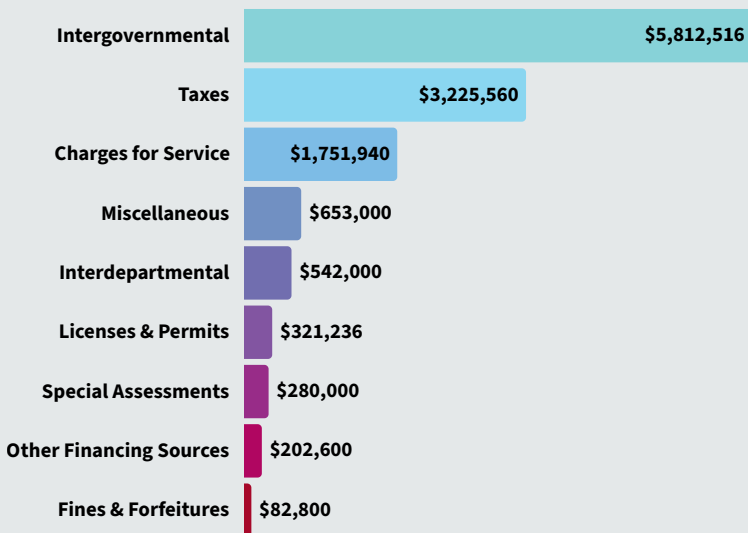 Intergovernmental $5,812,516
Taxes $3,225,560
Charges for Service $1,751,940
Miscellaneous $653,000
Interdepartmental $542,000
Licenses & Permits $321,236
Special Assessments $280,000
Other Financing Sources $202,600
Fines & Forfeitures $82,800